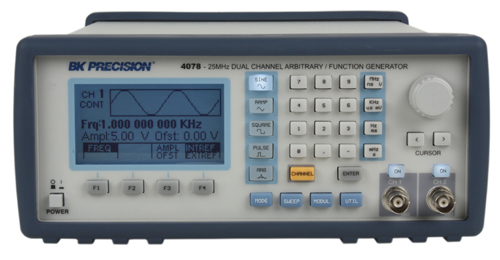 BK PRECISION® 4078 - 25MHz DUAL CHANNEL ARBITRARY / FUNCTION GENERATOR
CH 1
CONT
Frq:1.000 000 000 KHz
Ampl:5.00 V Ofst: 0.00 V
FREQ AMPL INTREF
OFST EXTREF
F1 F2 F3 F4
O I
POWER
SINE 7 8 9 MHz
RAMP 4 5 6 KHz
SQUARE 1 2 3 Hz
PULSE 0 . -
ARB CHANNEL ENTER
MODE SWEEP MODUL UTIL
CURSOR
ON ON